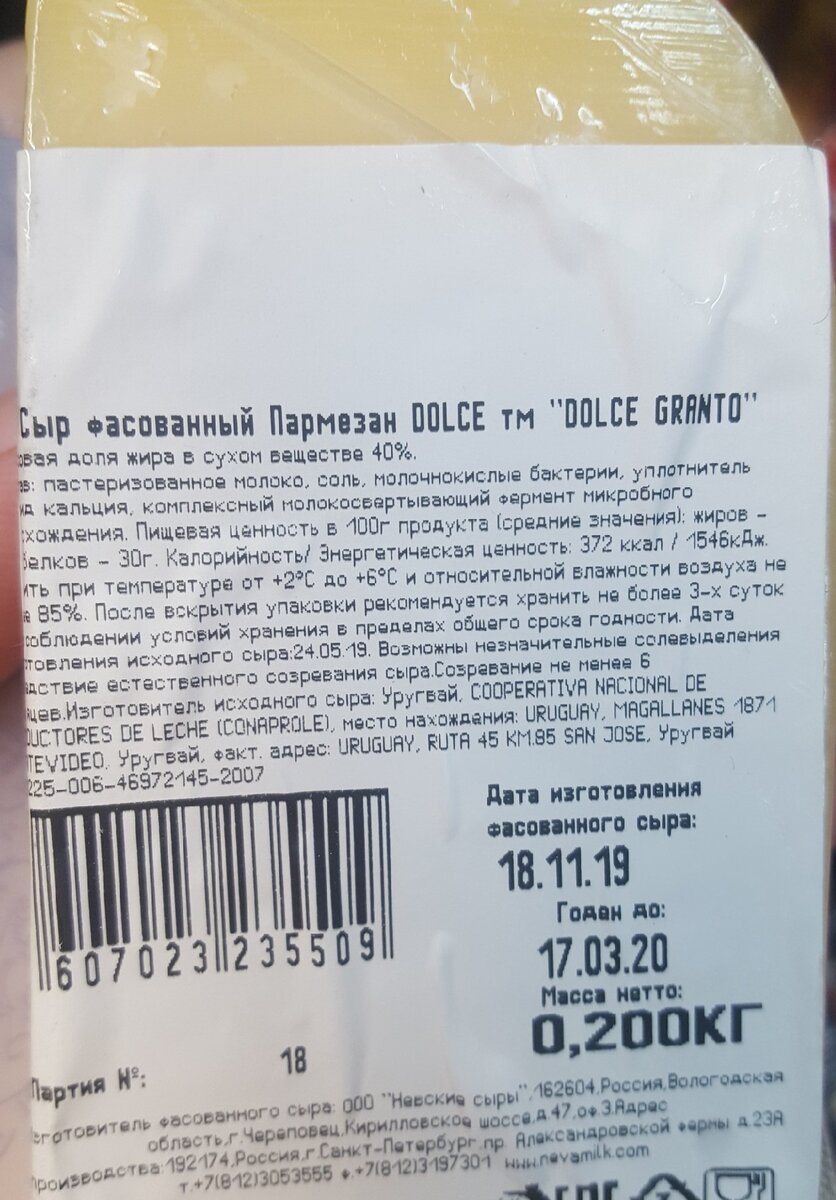 Сыр фасованный Пармезан DOLCE тм "DOLCE GRANTO"
овая доля жира в сухом веществе 40%.
ав: пастеризованное молоко, соль, молочнокислые бактерии, уплотнитель
ид кальция, комплексный молокосвертывающий фермент микробного
схождения. Пищевая ценность в 100г продукта (средние значения): жиров –
белков – 30г. Калорийность/ Энергетическая ценность: 372 ккал / 1546кДж.
ить при температуре от +2°С до +6°С и относительной влажности воздуха не
е 85%. После вскрытия упаковки рекомендуется хранить не более 3-х суток
соблюдении условий хранения в пределах общего срока годности. Дата
товления исходного сыра:24.05.19. Возможны незначительные солевыделения
дствие естественного созревания сыра.Созревание не менее 6
яцев.Изготовитель исходного сыра: Уругвай, COOPERATIVA NACIONAL DE
DUCTORES DE LECHE (CONAPROLE), место нахождения: URUGUAY, MAGALLANES 1871
TEVIDEO, Уругвай, факт. адрес: URUGUAY, RUTA 45 KM.85 SAN JOSE, Уругвай
225-006-46972145-2007
Дата изготовления
фасованного сыра:
18.11.19
Годен до:
17.03.20
Масса нетто:
0,200КГ
607023 235509
Партия №: 18
зготовитель фасованного сыра: ООО "Невские сыры",162604,Россия,Вологодская
область,г.Череповец,Кирилловское шоссе,д.47,оф.3.Адрес
производства:192174,Россия,г.Санкт-Петербург,пр. Александровской фермы д.23А
т.+7(812)3053555 ф.+7(812)3197301 www.nevamilk.com